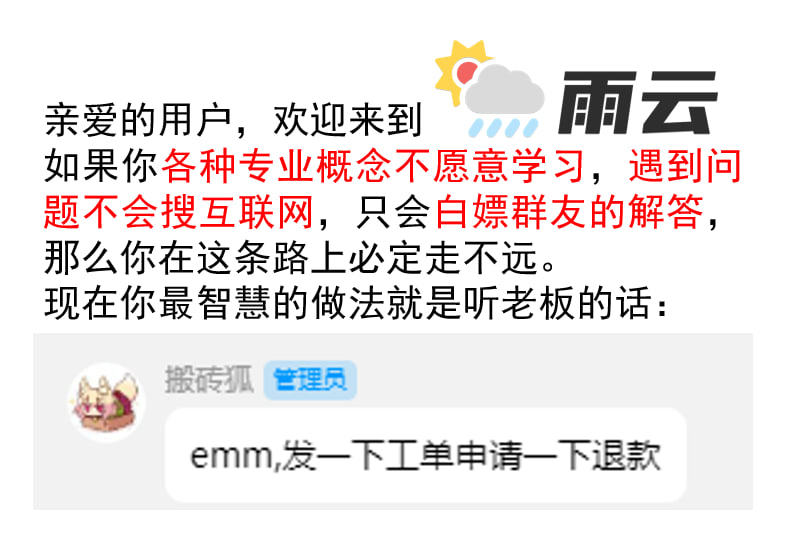 亲爱的用户，欢迎来到 雨云
如果你各种专业概念不愿意学习，遇到问
题不会搜互联网，只会白嫖群友的解答，
那么你在这条路上必定走不远。
现在你最智慧的做法就是听老板的话：
搬砖狐 管理员
emm,发一下工单申请一下退款